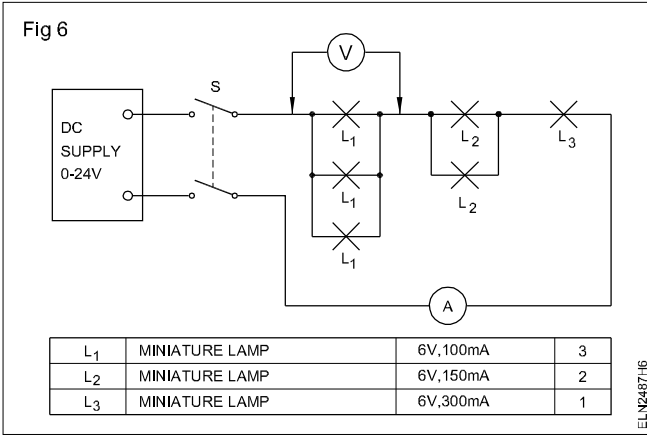 Fig 6
V
S
DC
SUPPLY
0-24V
L1
L2
L3
L1
L2
L1
A
L1 MINIATURE LAMP 6V,100mA 3
L2 MINIATURE LAMP 6V,150mA 2
L3 MINIATURE LAMP 6V,300mA 1
ELN2487H6